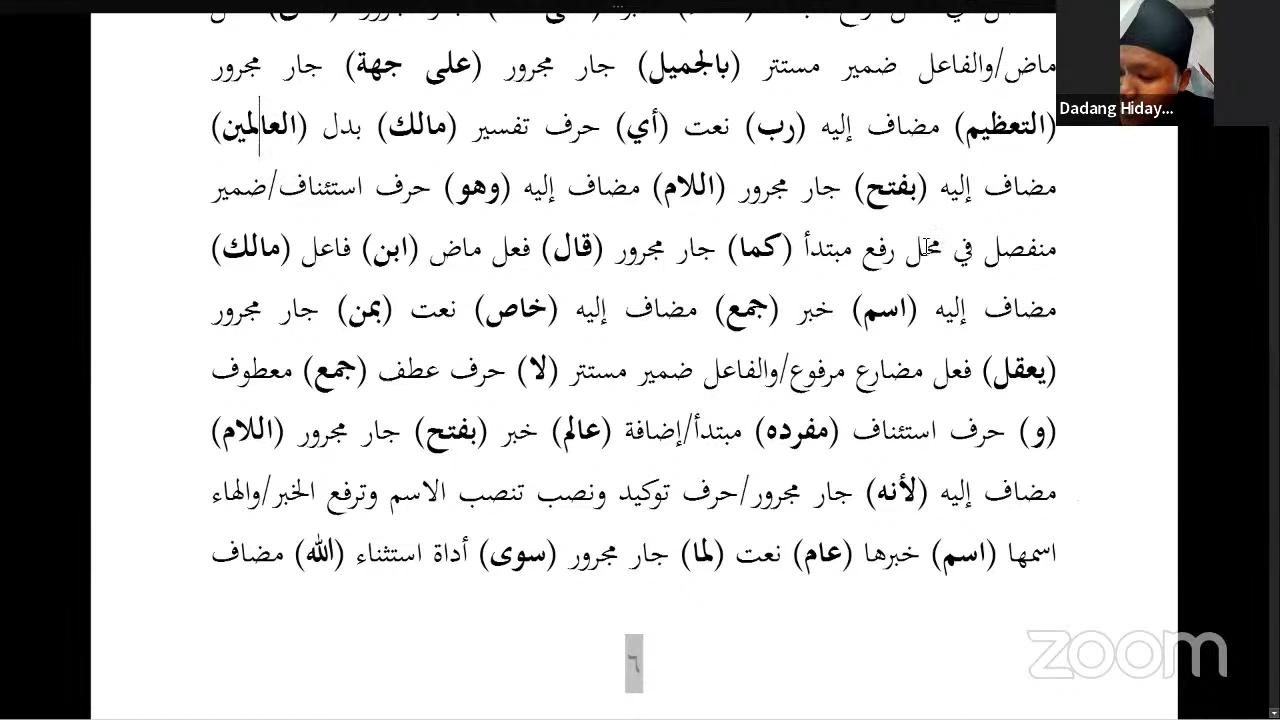 ماض/والفاعل ضمير مستتر (بالجميل) جار مجرور (على جهة) جار مجرور
(التعظيم) مضاف إليه (رب) نعت (أي) حرف تفسير (مالك) بدل (العالمين)
مضاف إليه (بفتح) جار مجرور (اللام) مضاف إليه (وهو) حرف استئناف/ضمير
منفصل في محل رفع مبتدأ (كما) جار مجرور (قال) فعل ماض (ابن) فاعل (مالك)
مضاف إليه (اسم) خبر (جمع) مضاف إليه (خاص) نعت (بمن) جار مجرور
(يعقل) فعل مضارع مرفوع/والفاعل ضمير مستتر (لا) حرف عطف (جمع) معطوف
(و) حرف استئناف (مفرده) مبتدأ/إضافة (عالم) خبر (بفتح) جار مجرور (اللام)
مضاف إليه (لأنه) جار مجرور/حرف توكيد ونصب تنصب الاسم وترفع الخبر/والهاء
اسمها (اسم) خبرها (عام) نعت (لما) جار مجرور (سوى) أداة استثناء (الله) مضاف
٦
Dadang Hiday...
zoom